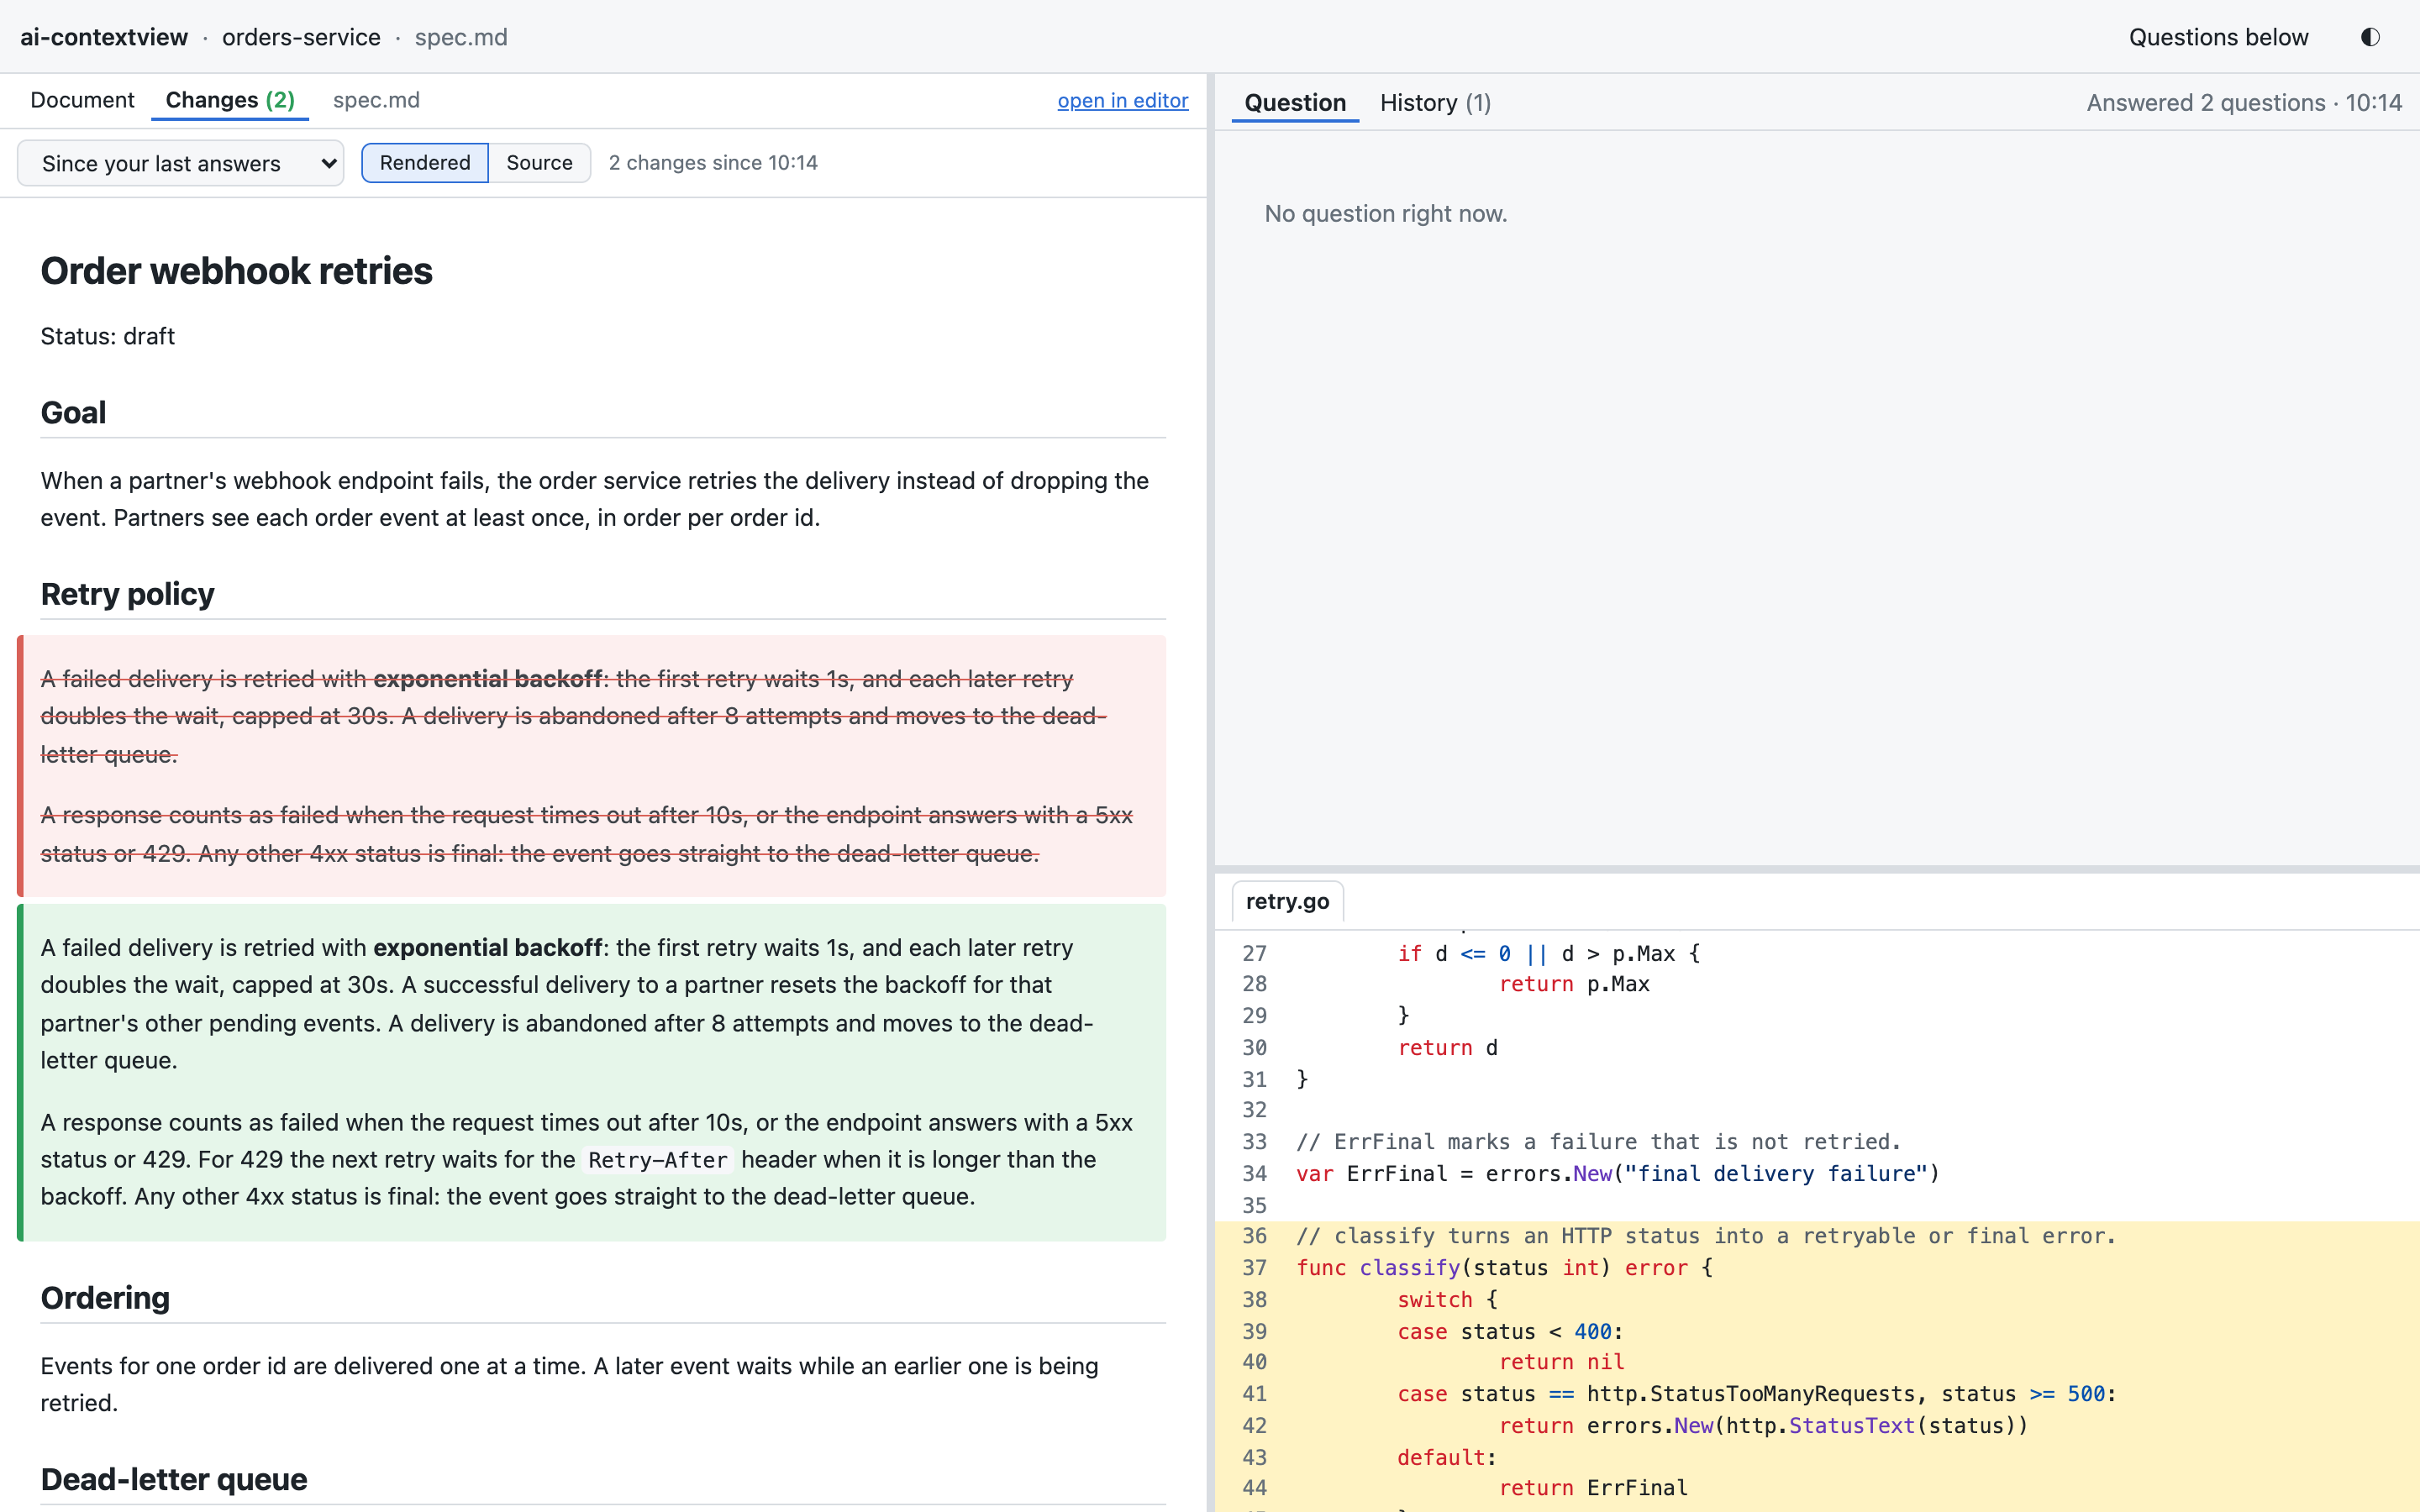 ai-contextview · orders-service · spec.md
Questions below
Document Changes (2) spec.md open in editor
Since your last answers Rendered Source 2 changes since 10:14
Order webhook retries
Status: draft
Goal
When a partner's webhook endpoint fails, the order service retries the delivery instead of dropping the
event. Partners see each order event at least once, in order per order id.
Retry policy
A failed delivery is retried with exponential backoff: the first retry waits 1s, and each later retry
doubles the wait, capped at 30s. A delivery is abandoned after 8 attempts and moves to the dead-
letter queue.
A response counts as failed when the request times out after 10s, or the endpoint answers with a 5xx
status or 429. Any other 4xx status is final: the event goes straight to the dead-letter queue.
A failed delivery is retried with exponential backoff: the first retry waits 1s, and each later retry
doubles the wait, capped at 30s. A successful delivery to a partner resets the backoff for that
partner's other pending events. A delivery is abandoned after 8 attempts and moves to the dead-
letter queue.
A response counts as failed when the request times out after 10s, or the endpoint answers with a 5xx
status or 429. For 429 the next retry waits for the Retry-After header when it is longer than the
backoff. Any other 4xx status is final: the event goes straight to the dead-letter queue.
Ordering
Events for one order id are delivered one at a time. A later event waits while an earlier one is being
retried.
Dead-letter queue
Question History (1) Answered 2 questions · 10:14
No question right now.
retry.go
27 if d <= 0 || d > p.Max {
28 return p.Max
29 }
30 return d
31 }
32
33 // ErrFinal marks a failure that is not retried.
34 var ErrFinal = errors.New("final delivery failure")
35
36 // classify turns an HTTP status into a retryable or final error.
37 func classify(status int) error {
38 switch {
39 case status < 400:
40 return nil
41 case status == http.StatusTooManyRequests, status >= 500:
42 return errors.New(http.StatusText(status))
43 default:
44 return ErrFinal